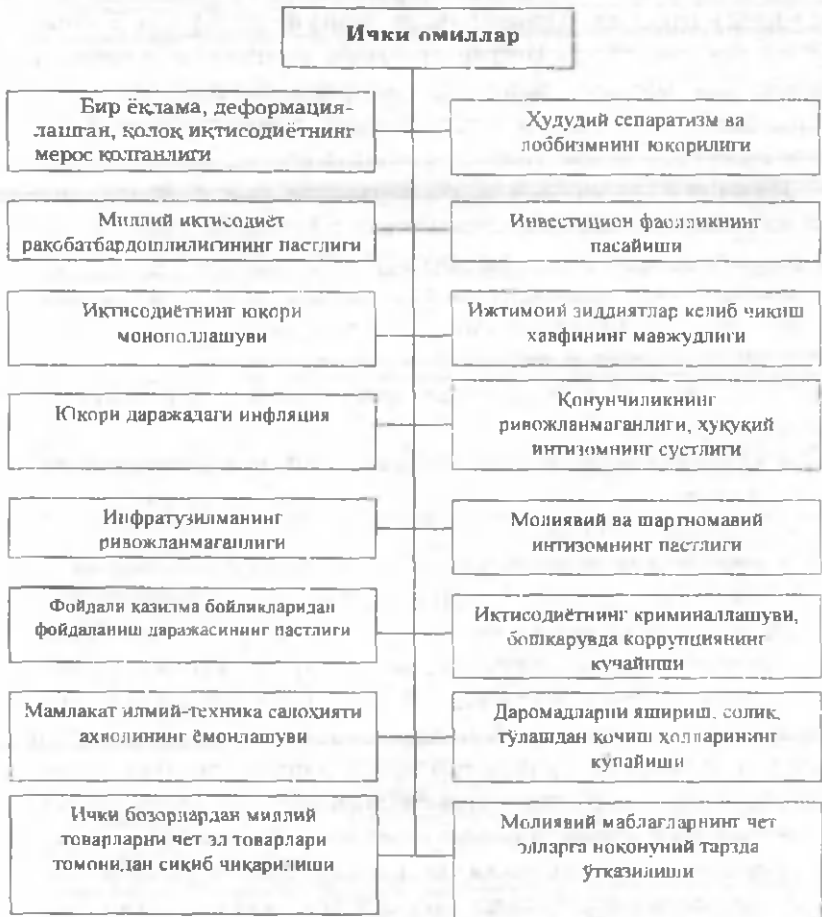 Ички омиллар
Бир ёқлама, деформация-
лашган, қолоқ иқтисодиётнинг
мерос қолганлиги
Ҳудудий сепаратизм ва
лоббизмнинг юқорилиги
Миллий иқтисодиёт
рақобатбардошлилигининг пастлиги
Инвестицион фаолликнинг
пасайиши
Иқтисодиётнинг юқори
монополлашуви
Ижтимоий зиддиятлар келиб чиқиш
хавфининг мавжудлиги
Юқори даражадаги инфляция
Қонунчиликнинг
ривожланмаганлиги, ҳуқуқий
интизомнинг сустлиги
Инфратузилманинг
ривожланмаганлиги
Молиявий ва шартномавий
интизомнинг пастлиги
Фойдали қазилма бойликларидан
фойдаланиш даражасининг пастлиги
Иқтисодиётнинг криминаллашуви,
бошқарувда коррупциянинг
кучайиши
Мамлакат илмий-техника салоҳияти
аҳволининг ёмонлашуви
Даромадларни яшириш, солиқ
тўлашдан қочиш ҳолларининг
кўпайиши
Ички бозорлардан миллий
товарларни чет эл товарлари
томонидан сиқиб чиқарилиши
Молиявий маблағларнинг чет
элларга ноқонуний тарзда
ўтказилиши